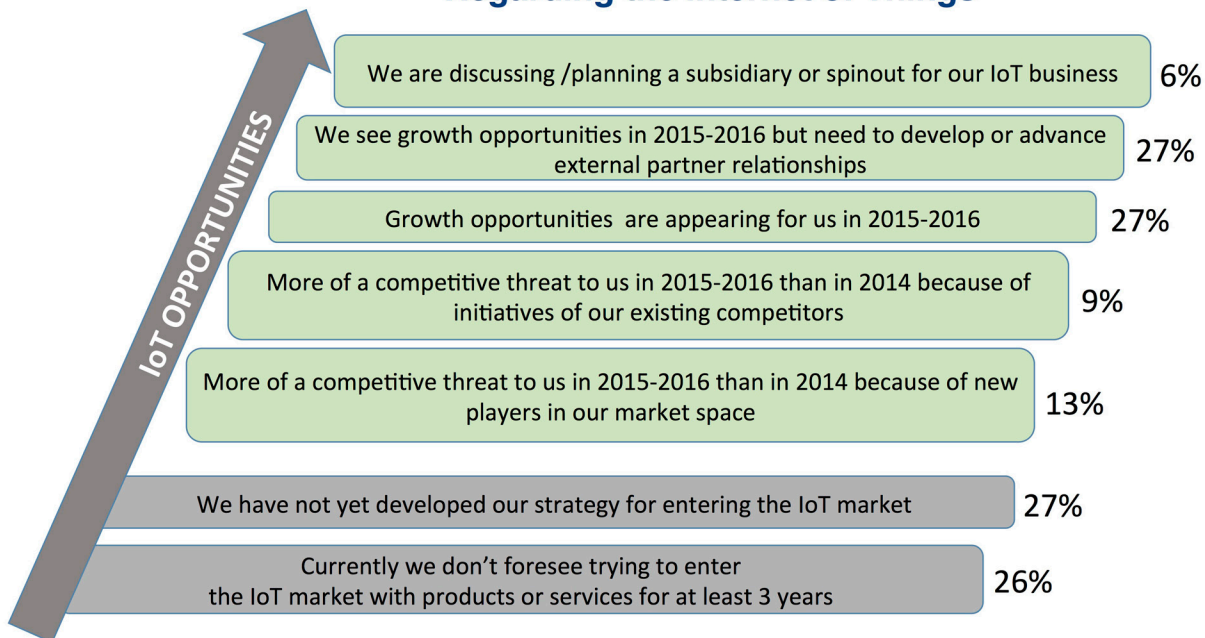 Regarding the Internet of Things
We are discussing /planning a subsidiary or spinout for our IoT business
6%
We see growth opportunities in 2015-2016 but need to develop or advance
external partner relationships
27%
Growth opportunities are appearing for us in 2015-2016
27%
More of a competitive threat to us in 2015-2016 than in 2014 because of
initiatives of our existing competitors
9%
More of a competitive threat to us in 2015-2016 than in 2014 because of new
players in our market space
13%
We have not yet developed our strategy for entering the IoT market
27%
Currently we don’t foresee trying to enter
the IoT market with products or services for at least 3 years
26%
IoT OPPORTUNITIES